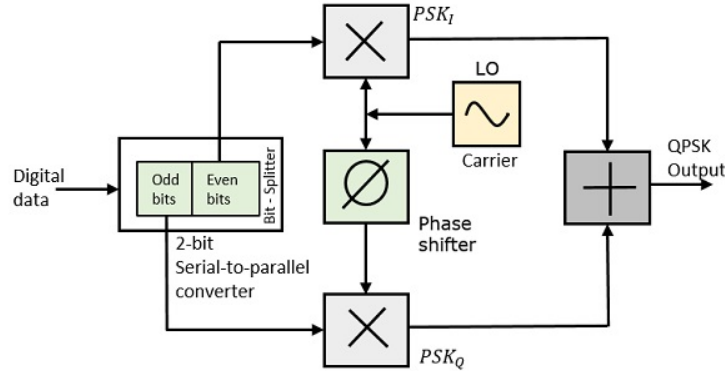 PSK_I
LO
Carrier
Digital
data
Odd
bits
Even
bits
Bit - Splitter
QPSK
Output
Phase
shifter
2-bit
Serial-to-parallel
converter
PSK_Q